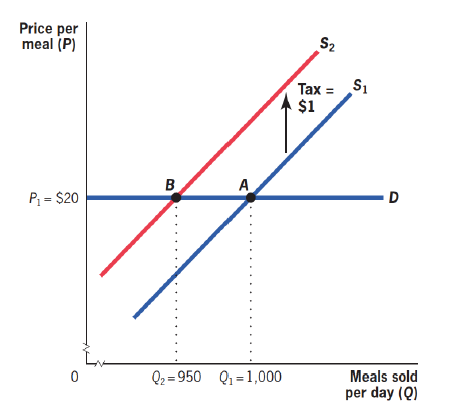 Price per
meal (P)
S₂
Tax =
$1
S₁
B
A
P₁ = $20
D
0
Q₂ = 950
Q₁ = 1,000
Meals sold
per day (Q)